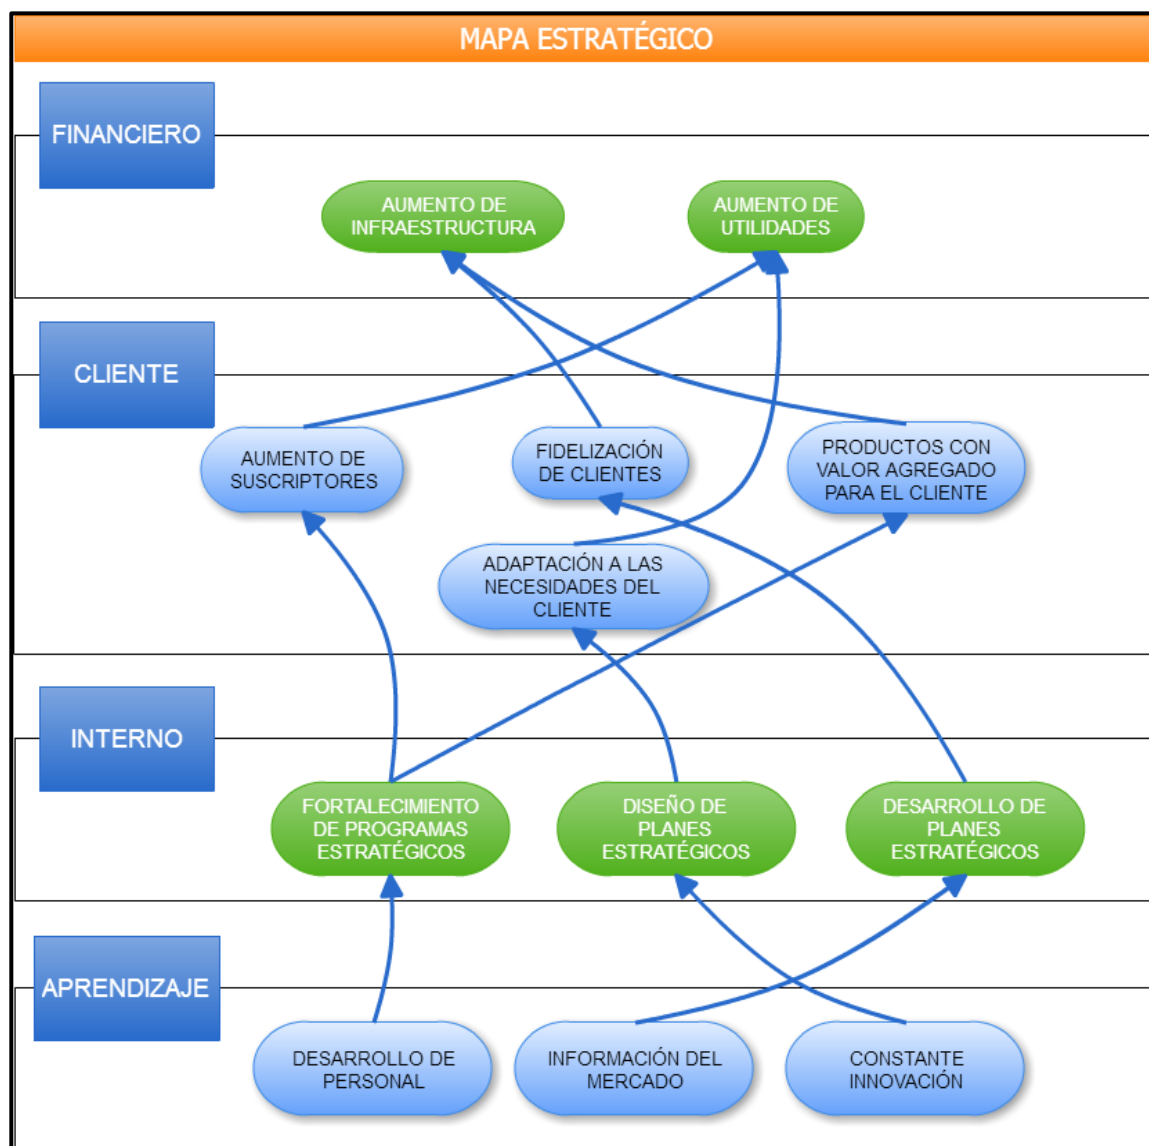 MAPA ESTRATÉGICO
FINANCIERO
AUMENTO DE
INFRAESTRUCTURA
AUMENTO DE
UTILIDADES
CLIENTE
AUMENTO DE
SUSCRIPTORES
FIDELIZACIÓN
DE CLIENTES
PRODUCTOS CON
VALOR AGREGADO
PARA EL CLIENTE
ADAPTACIÓN A LAS
NECESIDADES DEL
CLIENTE
INTERNO
FORTALECIMIENTO
DE PROGRAMAS
ESTRATÉGICOS
DISEÑO DE
PLANES
ESTRATÉGICOS
DESARROLLO DE
PLANES
ESTRATÉGICOS
APRENDIZAJE
DESARROLLO DE
PERSONAL
INFORMACIÓN DEL
MERCADO
CONSTANTE
INNOVACIÓN